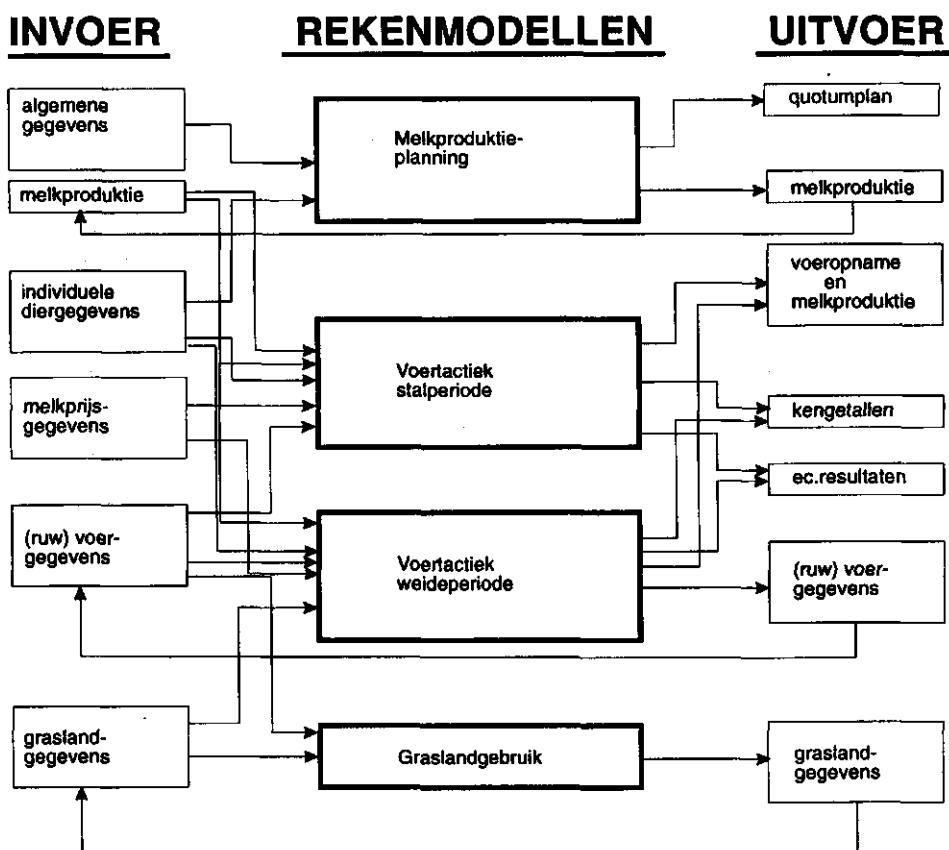 INVOER REKENMODELLEN UITVOER
algemene
gegevens
melkproduktie
individuele
diergegevens
melkprijs-
gegevens
(ruw) voer-
gegevens
grasland-
gegevens
Melkproduktie-
planning
Voertactiek
stalperiode
Voertactiek
weideperiode
Graslandgebruik
quotumplan
melkproduktie
voeropname
en
melkproduktie
kengetallen
ec.resultaten
(ruw) voer-
gegevens
grasland-
gegevens